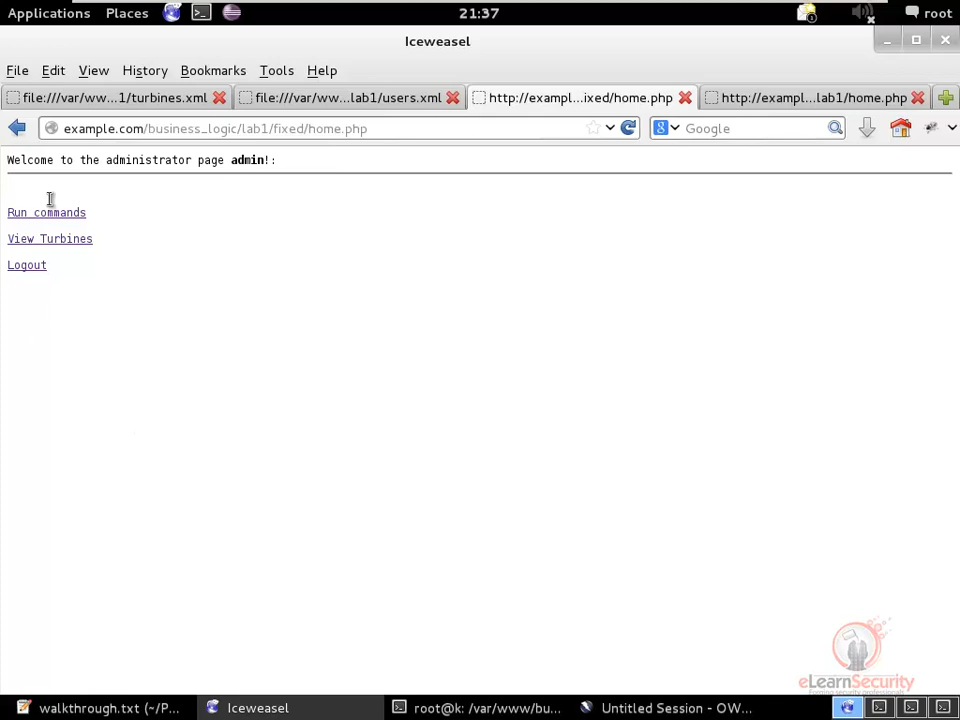 Applications Places 21:37 root
Iceweasel
File Edit View History Bookmarks Tools Help
file:///var/ww...1/turbines.xml file:///var/ww...lab1/users.xml http://exampl...ixed/home.php http://exampl...lab1/home.php
example.com/business_logic/lab1/fixed/home.php Google
Welcome to the administrator page admin!:
Run commands
View Turbines
Logout
eLearnSecurity
Forging security professionals
walkthrough.txt (~/P... Iceweasel root@k: /var/www/bu... Untitled Session - OW...